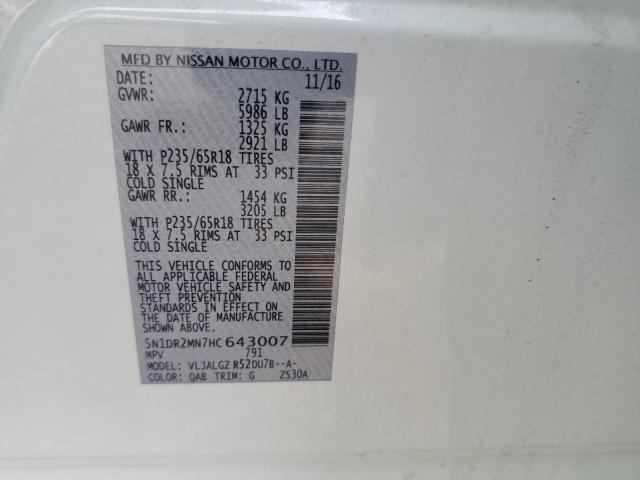 MFD BY NISSAN MOTOR CO., LTD.
DATE: 11/16
GVWR: 2715 KG
5986 LB
GAWR FR.: 1325 KG
2921 LB
WITH P235/65R18 TIRES
18 X 7.5 RIMS AT 33 PSI
COLD SINGLE
GAWR RR.: 1454 KG
3205 LB
WITH P235/65R18 TIRES
18 X 7.5 RIMS AT 33 PSI
COLD SINGLE
THIS VEHICLE CONFORMS TO
ALL APPLICABLE FEDERAL
MOTOR VEHICLE SAFETY AND
THEFT PREVENTION
STANDARDS IN EFFECT ON
THE DATE OF MANUFACTURE
SHOWN ABOVE.
5N1DR2MN7HC 643007
MPV 791
MODEL: VLJALGZ R52DU7B--A-
COLOR: QAB TRIM: G ZS30A